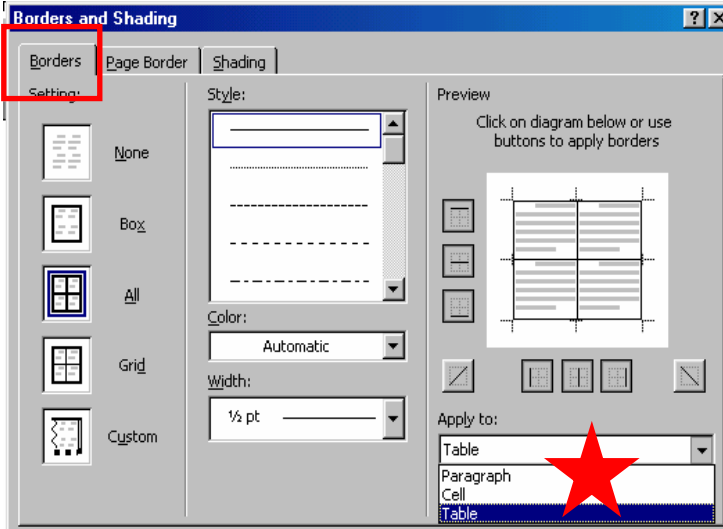 Borders and Shading
Borders
Page Border
Shading
Setting:
None
Box
All
Grid
Custom
Style:
Color:
Automatic
Width:
½ pt
Preview
Click on diagram below or use
buttons to apply borders
Apply to:
Table
Paragraph
Cell
Table